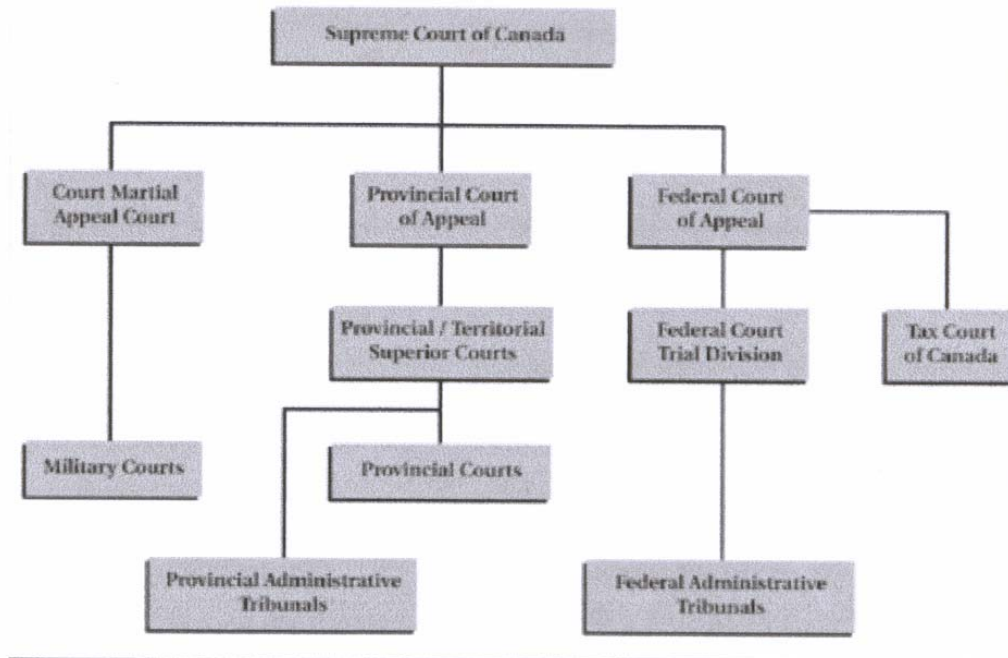 Supreme Court of Canada
Court Martial
Appeal Court
Provincial Court
of Appeal
Federal Court
of Appeal
Provincial / Territorial
Superior Courts
Federal Court
Trial Division
Tax Court
of Canada
Military Courts
Provincial Courts
Provincial Administrative
Tribunals
Federal Administrative
Tribunals